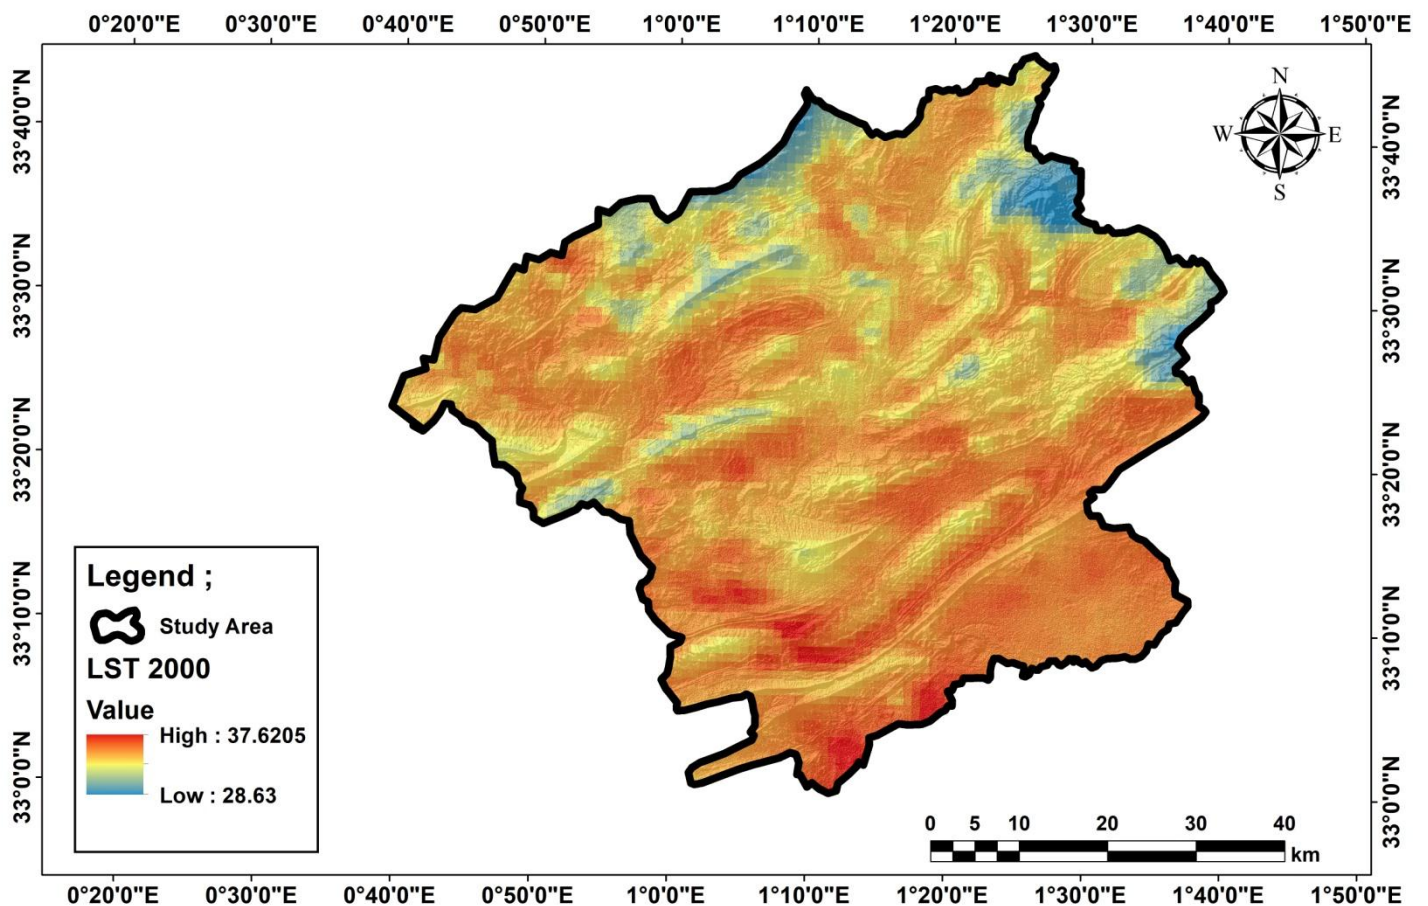 0°20'0"E 0°30'0"E 0°40'0"E 0°50'0"E 1°0'0"E 1°10'0"E 1°20'0"E 1°30'0"E 1°40'0"E 1°50'0"E
N
W E
S
33°40'0"N
33°30'0"N
33°20'0"N
33°10'0"N
33°0'0"N
33°40'0"N
33°30'0"N
33°20'0"N
33°10'0"N
33°0'0"N
Legend ;
Study Area
LST 2000
Value
High : 37.6205
Low : 28.63
0 5 10 20 30 40
km
0°20'0"E 0°30'0"E 0°40'0"E 0°50'0"E 1°0'0"E 1°10'0"E 1°20'0"E 1°30'0"E 1°40'0"E 1°50'0"E